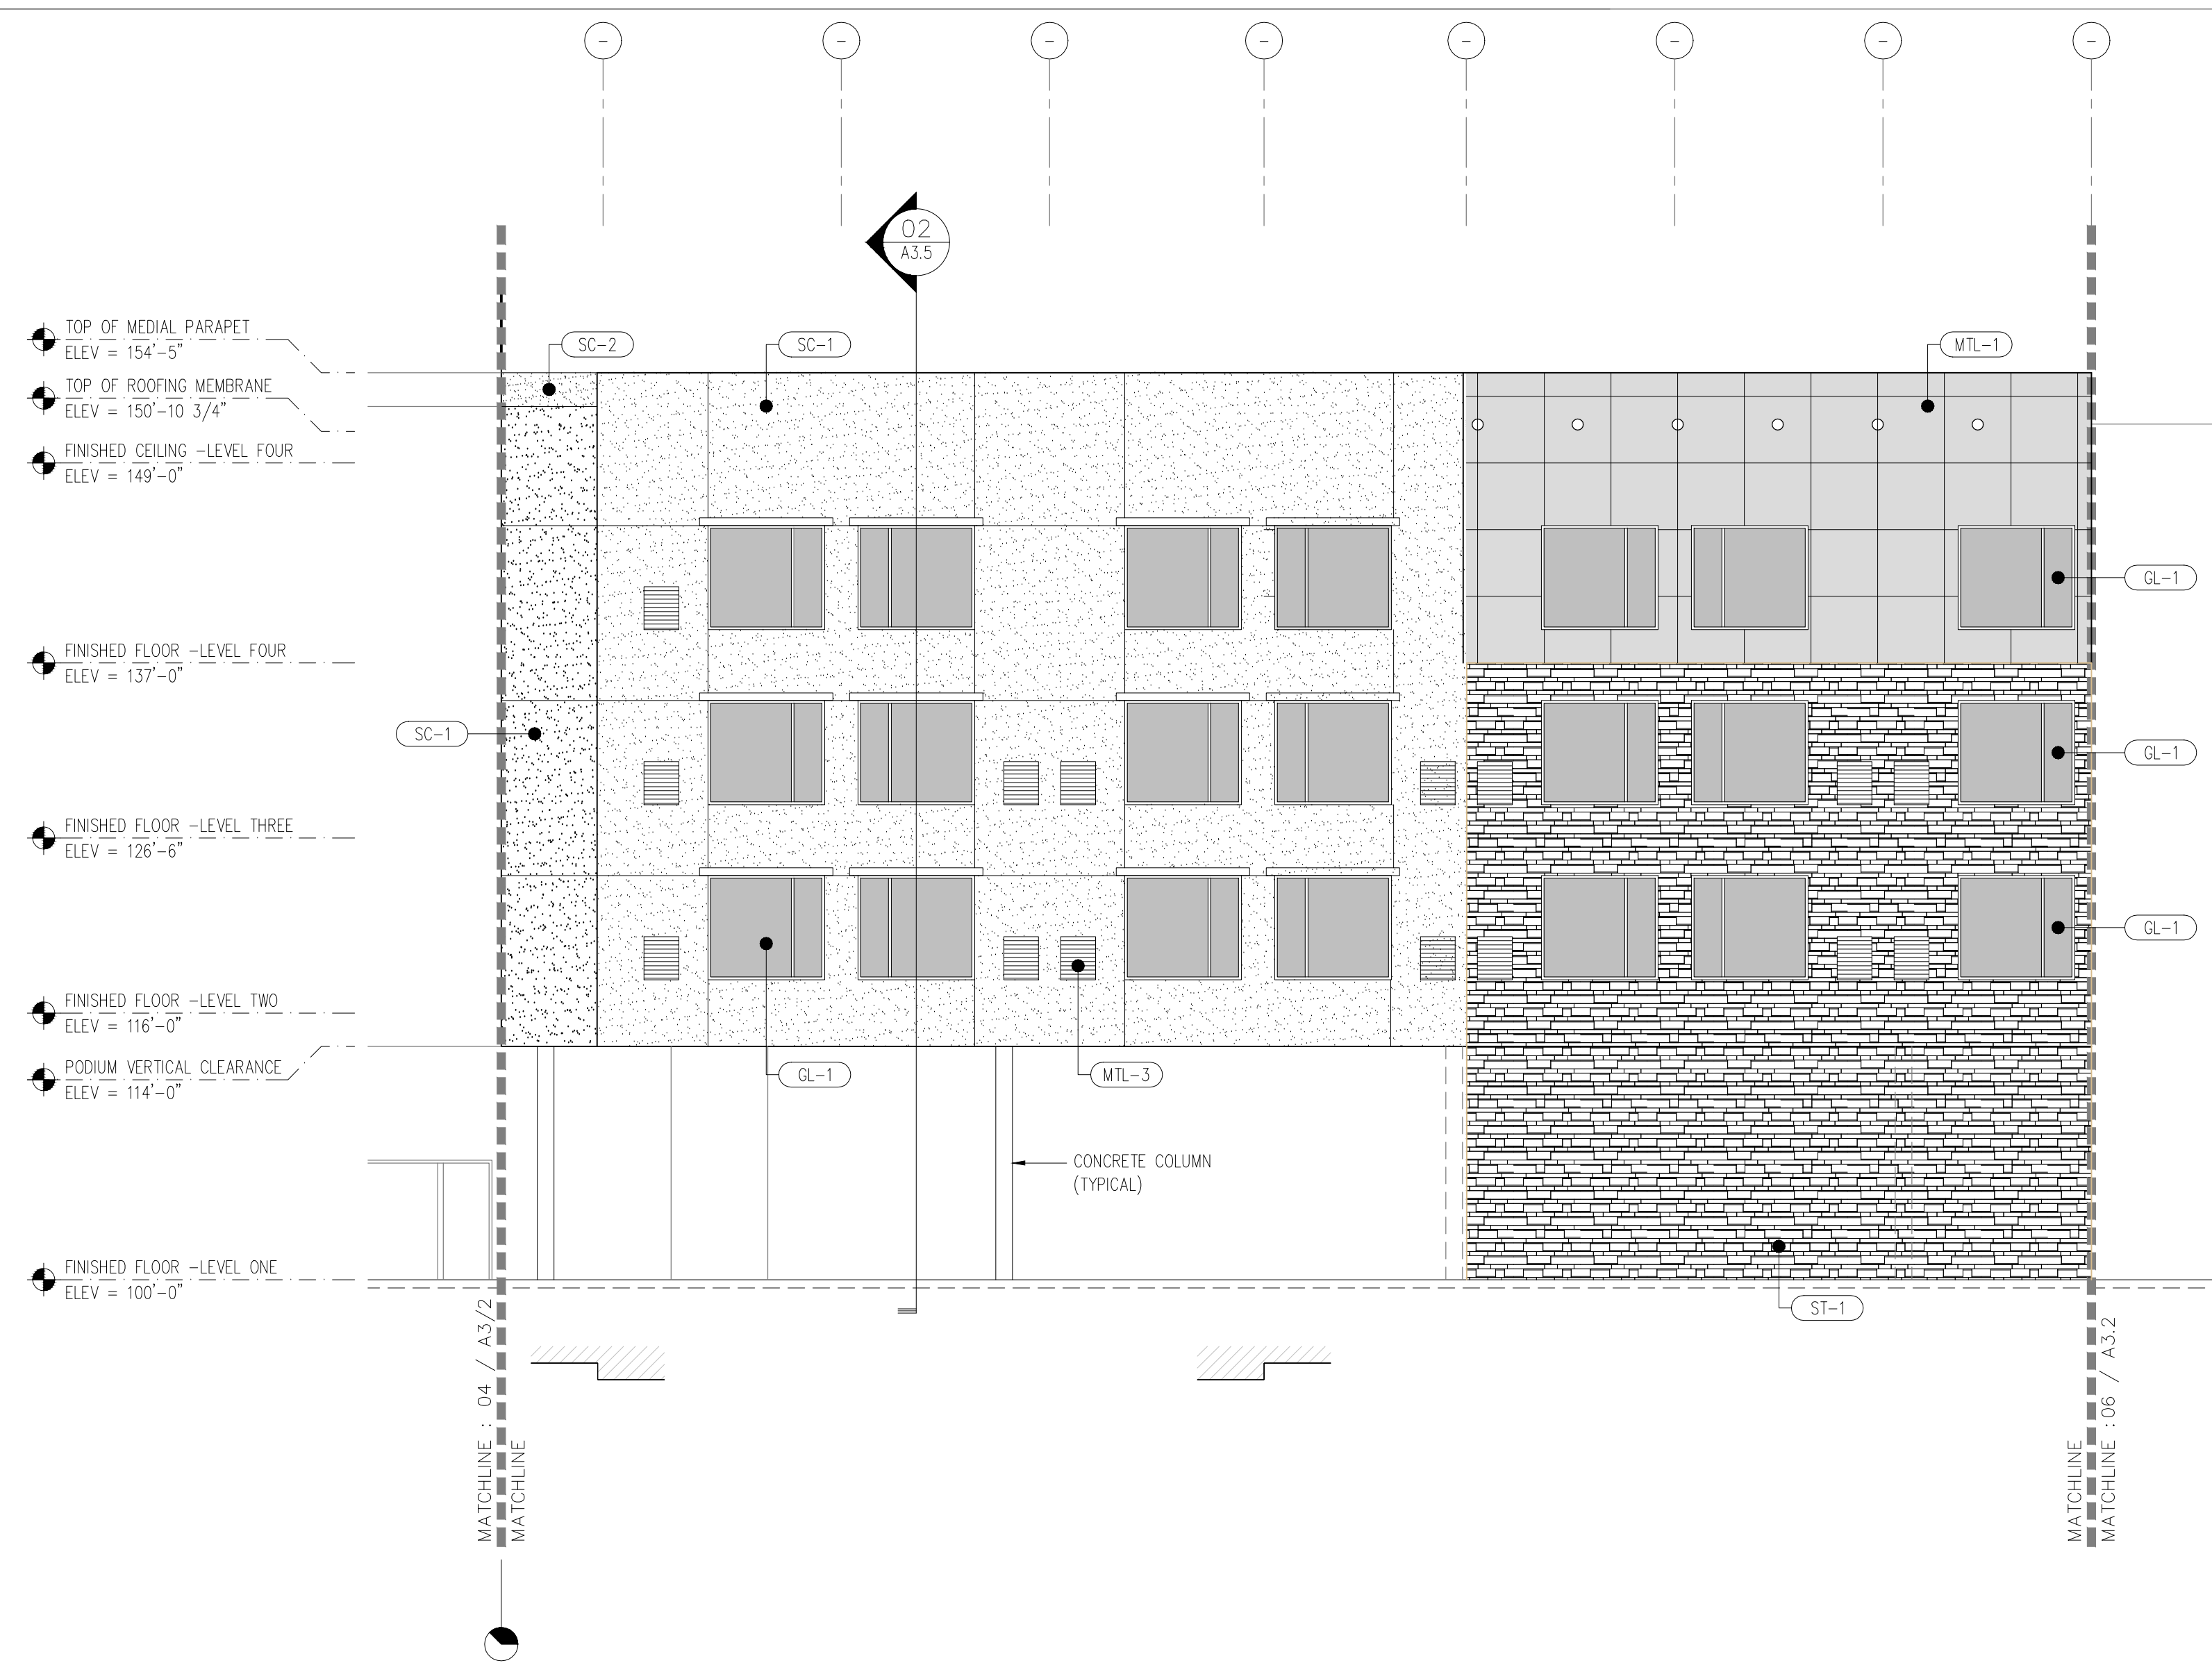 -
-
-
-
-
-
-
-
02
A3.5
TOP OF MEDIAL PARAPET
ELEV = 154'-5"
TOP OF ROOFING MEMBRANE
ELEV = 150'-10 3/4"
FINISHED CEILING -LEVEL FOUR
ELEV = 149'-0"
FINISHED FLOOR -LEVEL FOUR
ELEV = 137'-0"
FINISHED FLOOR -LEVEL THREE
ELEV = 126'-6"
FINISHED FLOOR -LEVEL TWO
ELEV = 116'-0"
PODIUM VERTICAL CLEARANCE
ELEV = 114'-0"
FINISHED FLOOR -LEVEL ONE
ELEV = 100'-0"
SC-2
SC-1
MTL-1
GL-1
SC-1
GL-1
GL-1
GL-1
MTL-3
CONCRETE COLUMN
(TYPICAL)
ST-1
MATCHLINE : 04 / A3/2
MATCHLINE
MATCHLINE
MATCHLINE :06 / A3.2